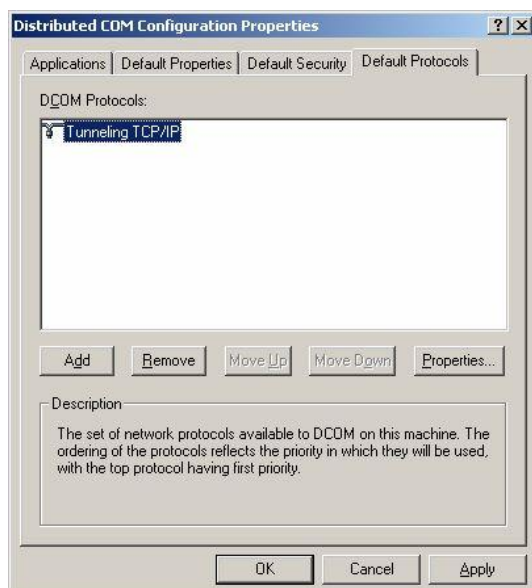 Distributed COM Configuration Properties
Applications
Default Properties
Default Security
Default Protocols
DCOM Protocols:
Tunneling TCP/IP
Add
Remove
Move Up
Move Down
Properties...
Description
The set of network protocols available to DCOM on this machine. The
ordering of the protocols reflects the priority in which they will be used,
with the top protocol having first priority.
OK
Cancel
Apply